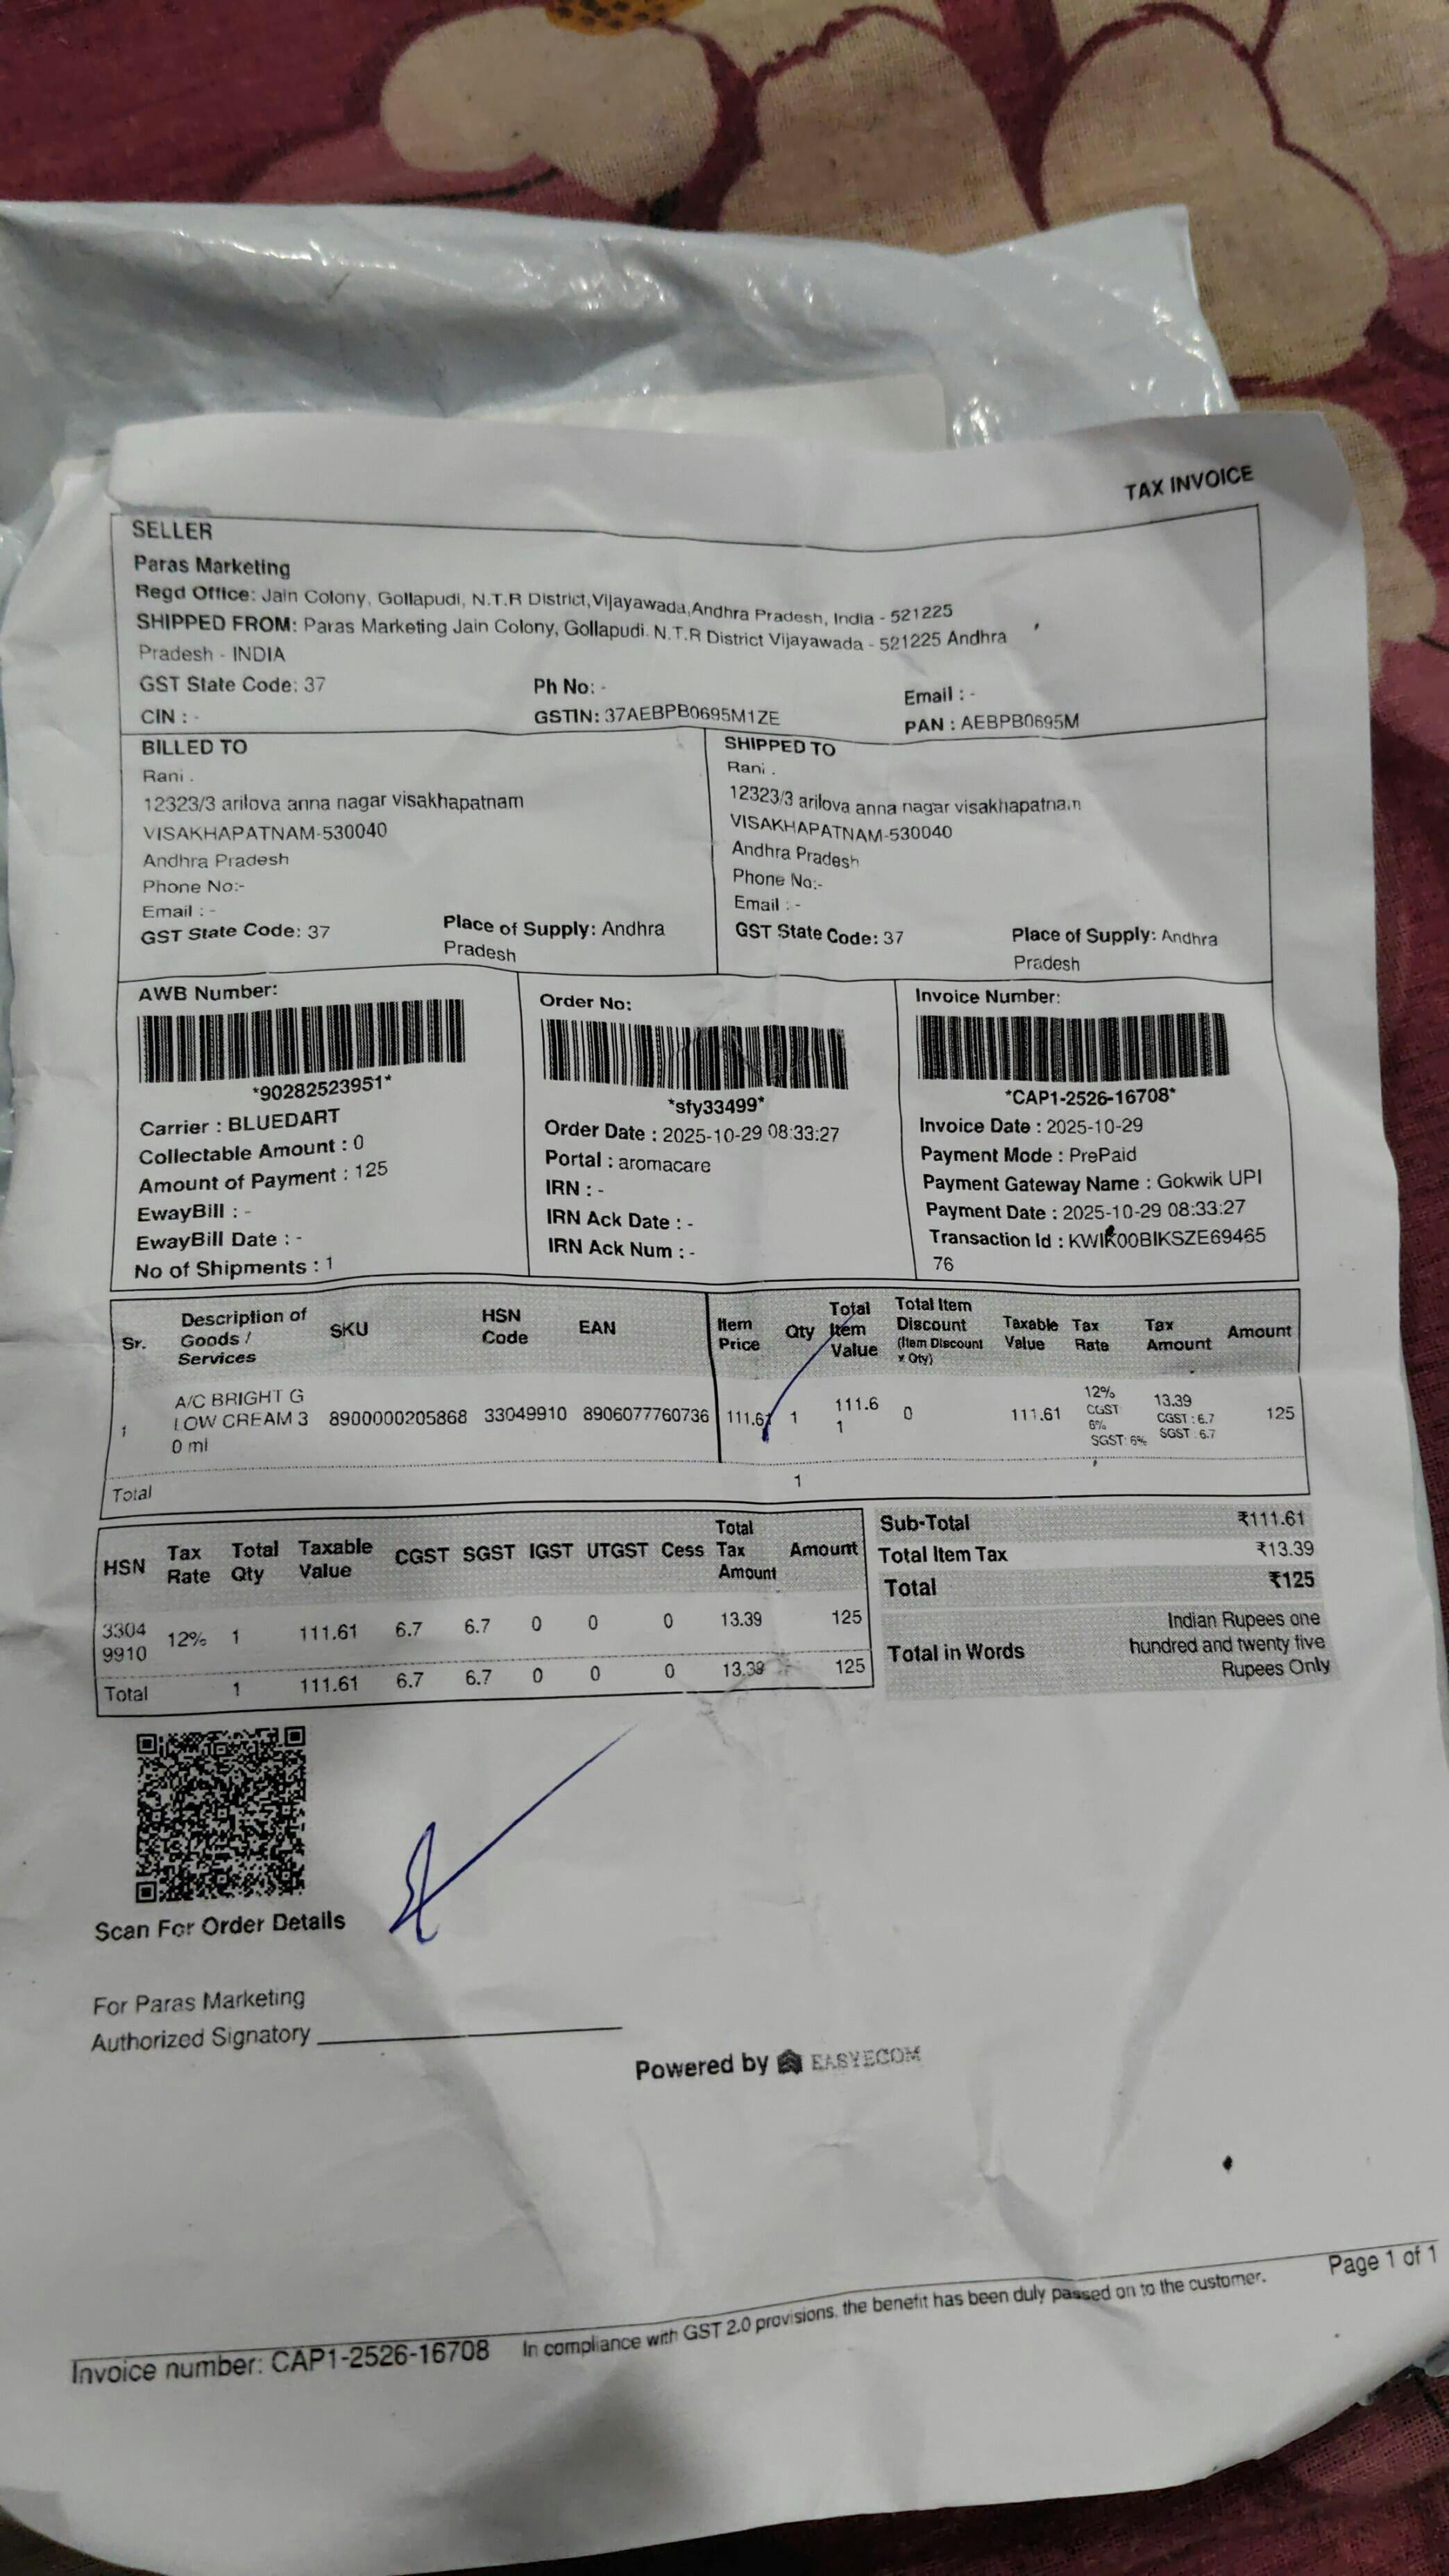 TAX INVOICE
SELLER
Paras Marketing
Regd Office: Jain Colony, Gollapudi, N.T.R District,Vijayawada,Andhra Pradesh, India - 521225
SHIPPED FROM: Paras Marketing Jain Colony, Gollapudi. N.T.R District Vijayawada - 521225 Andhra
Pradesh - INDIA
GST State Code: 37 Ph No: - Email : -
CIN : - GSTIN: 37AEBPB0695M1ZE PAN : AEBPB0695M
BILLED TO
Rani .
12323/3 arilova anna nagar visakhapatnam
VISAKHAPATNAM-530040
Andhra Pradesh
Phone No:-
Email : -
GST State Code: 37 Place of Supply: Andhra
Pradesh
SHIPPED TO
Rani .
12323/3 arilova anna nagar visakhapatnam
VISAKHAPATNAM-530040
Andhra Pradesh
Phone No:-
Email : -
GST State Code: 37 Place of Supply: Andhra
Pradesh
AWB Number:
*90282523951*
Carrier : BLUEDART
Collectable Amount : 0
Amount of Payment : 125
EwayBill : -
EwayBill Date : -
No of Shipments : 1
Order No:
*sfy33499*
Order Date : 2025-10-29 08:33:27
Portal : aromacare
IRN : -
IRN Ack Date : -
IRN Ack Num : -
Invoice Number:
*CAP1-2526-16708*
Invoice Date : 2025-10-29
Payment Mode : PrePaid
Payment Gateway Name : Gokwik UPI
Payment Date : 2025-10-29 08:33:27
Transaction Id : KWIK00BIKSZE69465
76
Sr. Description of Goods / Services SKU HSN Code EAN Item Price Qty Total Item Value Total Item Discount (Item Discount x Qty) Taxable Value Tax Rate Tax Amount Amount
1 A/C BRIGHT G LOW CREAM 3 0 ml 8900000205868 33049910 8906077760736 111.61 1 111.6 1 0 111.61 12% CGST 6% SGST: 6% 13.39 CGST : 6.7 SGST : 6.7 125
Total 1
HSN Tax Rate Total Qty Taxable Value CGST SGST IGST UTGST Cess Total Tax Amount Amount
3304 9910 12% 1 111.61 6.7 6.7 0 0 0 13.39 125
Total 1 111.61 6.7 6.7 0 0 0 13.39 125
Sub-Total ₹111.61
Total Item Tax ₹13.39
Total ₹125
Total in Words Indian Rupees one hundred and twenty five Rupees Only
Scan For Order Details
For Paras Marketing
Authorized Signatory
Powered by EASYECOM
Page 1 of 1
Invoice number: CAP1-2526-16708 In compliance with GST 2.0 provisions, the benefit has been duly passed on to the customer.